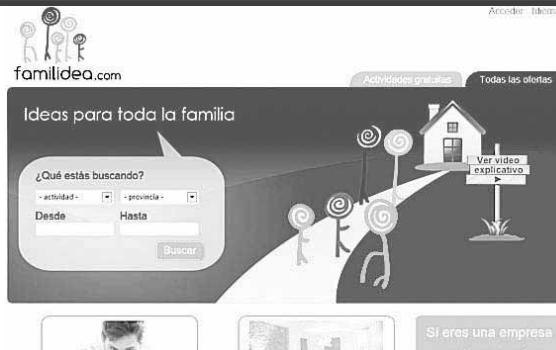 Acceder Idioma
familidea.com
Actividades gratuitas
Todas las ofertas
Ideas para toda la familia
¿Qué estás buscando?
- actividad -
- provincia -
Desde
Hasta
Buscar
Ver video
explicativo
Si eres una empresa